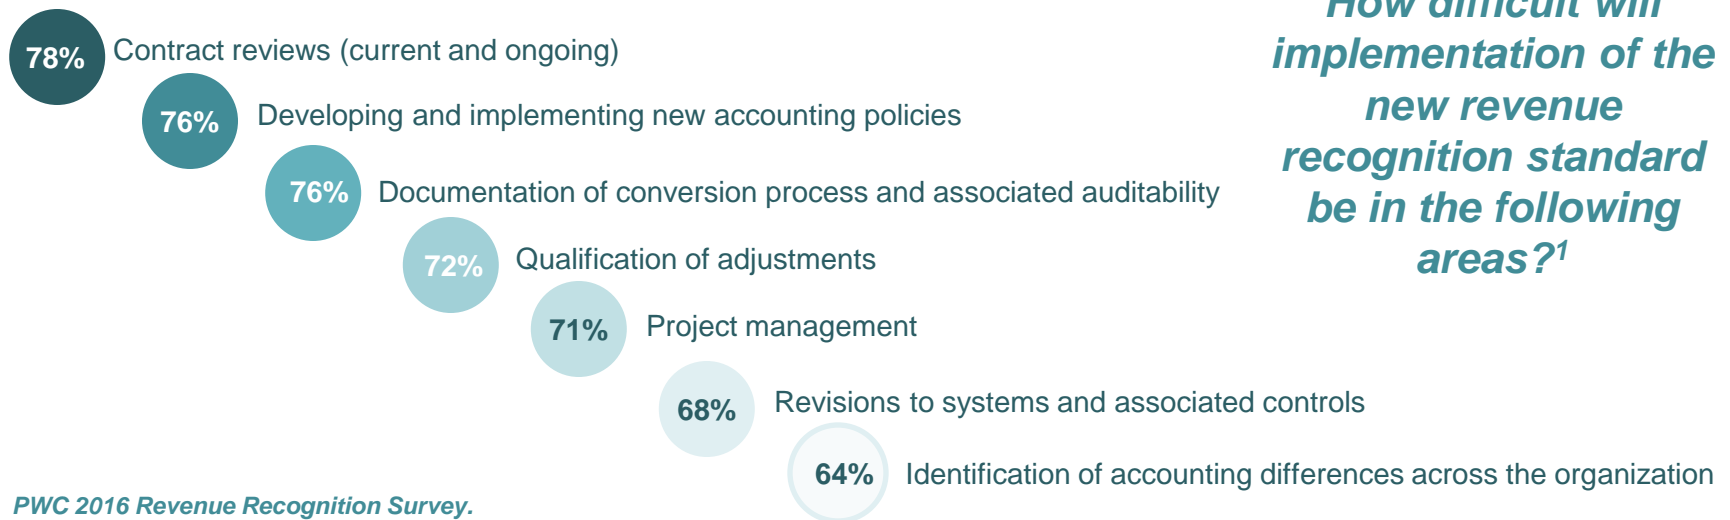 78% Contract reviews (current and ongoing)
76% Developing and implementing new accounting policies
76% Documentation of conversion process and associated auditability
72% Qualification of adjustments
71% Project management
68% Revisions to systems and associated controls
64% Identification of accounting differences across the organization
How difficult will
implementation of the
new revenue
recognition standard
be in the following
areas?1
PWC 2016 Revenue Recognition Survey.